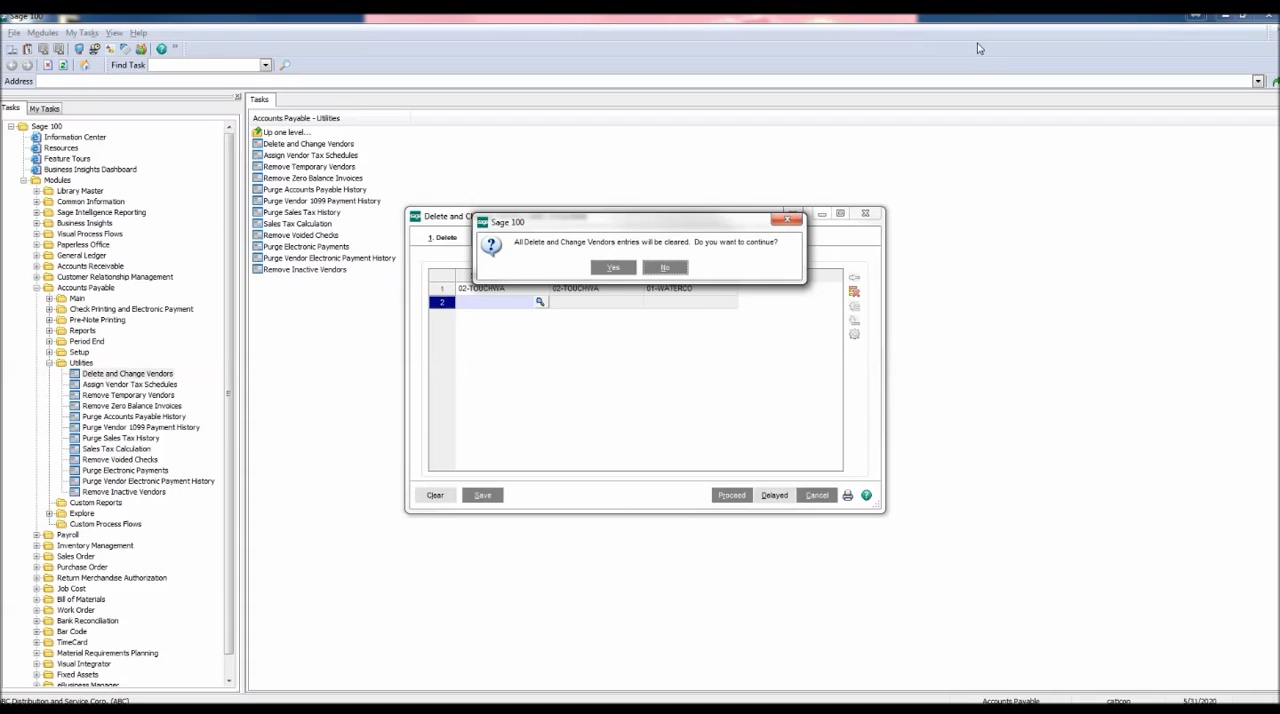 Sage 100
File Modules My Tasks View Help
Find Task
Address
Tasks My Tasks
Sage 100
Information Center
Resources
Feature Tours
Business Insights Dashboard
Modules
Library Master
Common Information
Sage Intelligence Reporting
Business Insights
Visual Process Flows
Paperless Office
General Ledger
Accounts Receivable
Customer Relationship Management
Accounts Payable
Main
Check Printing and Electronic Payment
Pre-Note Printing
Reports
Period End
Setup
Utilities
Delete and Change Vendors
Assign Vendor Tax Schedules
Remove Temporary Vendors
Remove Zero Balance Invoices
Purge Accounts Payable History
Purge Vendor 1099 Payment History
Purge Sales Tax History
Sales Tax Calculation
Remove Voided Checks
Purge Electronic Payments
Purge Vendor Electronic Payment History
Remove Inactive Vendors
Custom Reports
Explore
Custom Process Flows
Payroll
Inventory Management
Sales Order
Purchase Order
Return Merchandise Authorization
Job Cost
Bill of Materials
Work Order
Bank Reconciliation
Bar Code
TimeCard
Material Requirements Planning
Visual Integrator
Fixed Assets
eBusiness Manager
Tasks
Accounts Payable - Utilities
Up one level...
Delete and Change Vendors
Assign Vendor Tax Schedules
Remove Temporary Vendors
Remove Zero Balance Invoices
Purge Accounts Payable History
Purge Vendor 1099 Payment History
Purge Sales Tax History
Sales Tax Calculation
Remove Voided Checks
Purge Electronic Payments
Purge Vendor Electronic Payment History
Remove Inactive Vendors
Delete and C
1. Delete
Sage 100
All Delete and Change Vendors entries will be cleared. Do you want to continue?
Yes No
1 02-TOUCHWA 02-TOUCHWA 01-WATERCO
2
Clear Save Proceed Delayed Cancel
BC Distribution and Service Corp. (ABC) Accounts Payable caticon 5/31/2020